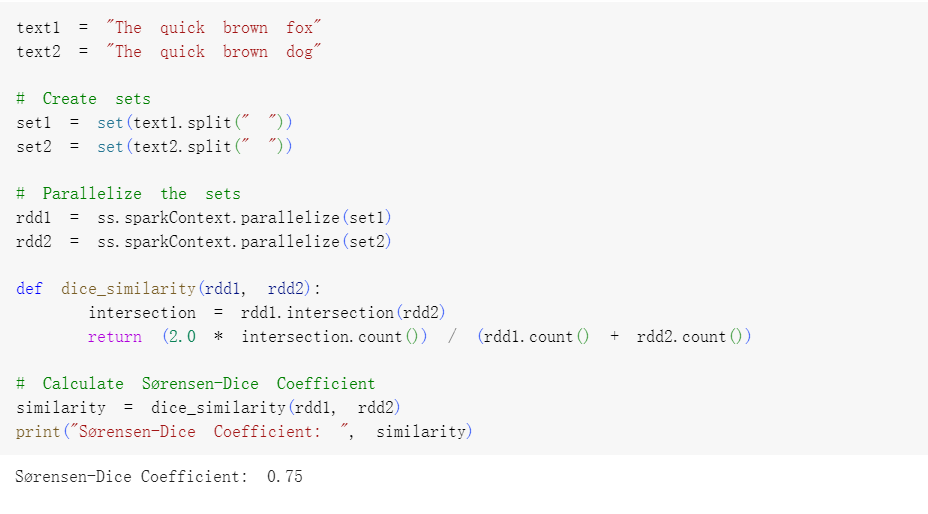 text1 = "The quick brown fox"
text2 = "The quick brown dog"
# Create sets
set1 = set(text1.split(" "))
set2 = set(text2.split(" "))
# Parallelize the sets
rdd1 = ss.sparkContext.parallelize(set1)
rdd2 = ss.sparkContext.parallelize(set2)
def dice_similarity(rdd1, rdd2):
        intersection = rdd1.intersection(rdd2)
        return (2.0 * intersection.count()) / (rdd1.count() + rdd2.count())
# Calculate Sørensen-Dice Coefficient
similarity = dice_similarity(rdd1, rdd2)
print("Sørensen-Dice Coefficient: ", similarity)
Sørensen-Dice Coefficient:  0.75